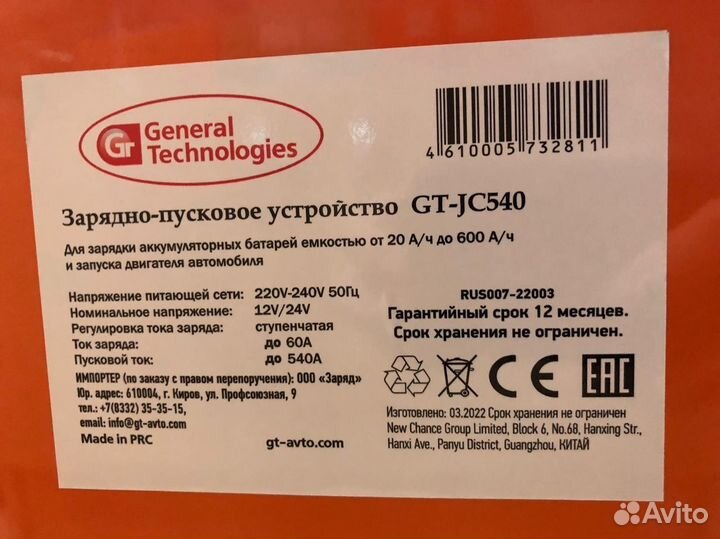 GT General
Technologies
4 610005 732811
Зарядно-пусковое устройство GT-JC540
Для зарядки аккумуляторных батарей емкостью от 20 А/ч до 600 А/ч
и запуска двигателя автомобиля
Напряжение питающей сети: 220V-240V 50Гц
Номинальное напряжение: 12V/24V
Регулировка тока заряда: ступенчатая
Ток заряда: до 60А
Пусковой ток: до 540А
ИМПОРТЕР (по заказу с правом перепоручения): ООО «Заряд»
Юр. адрес: 610004, г. Киров, ул. Профсоюзная, 9
тел.:+7(8332) 35-35-15,
email: info@gt-avto.com
Made in PRC
gt-avto.com
RUS007-22003
Гарантийный срок 12 месяцев.
Срок хранения не ограничен.
CE EAC
Изготовлено: 03.2022 Срок хранения не ограничен
New Chance Group Limited, Block 6, No.68, Hanxing Str.,
Hanxi Ave., Panyu District, Guangzhou, КИТАЙ
Avito